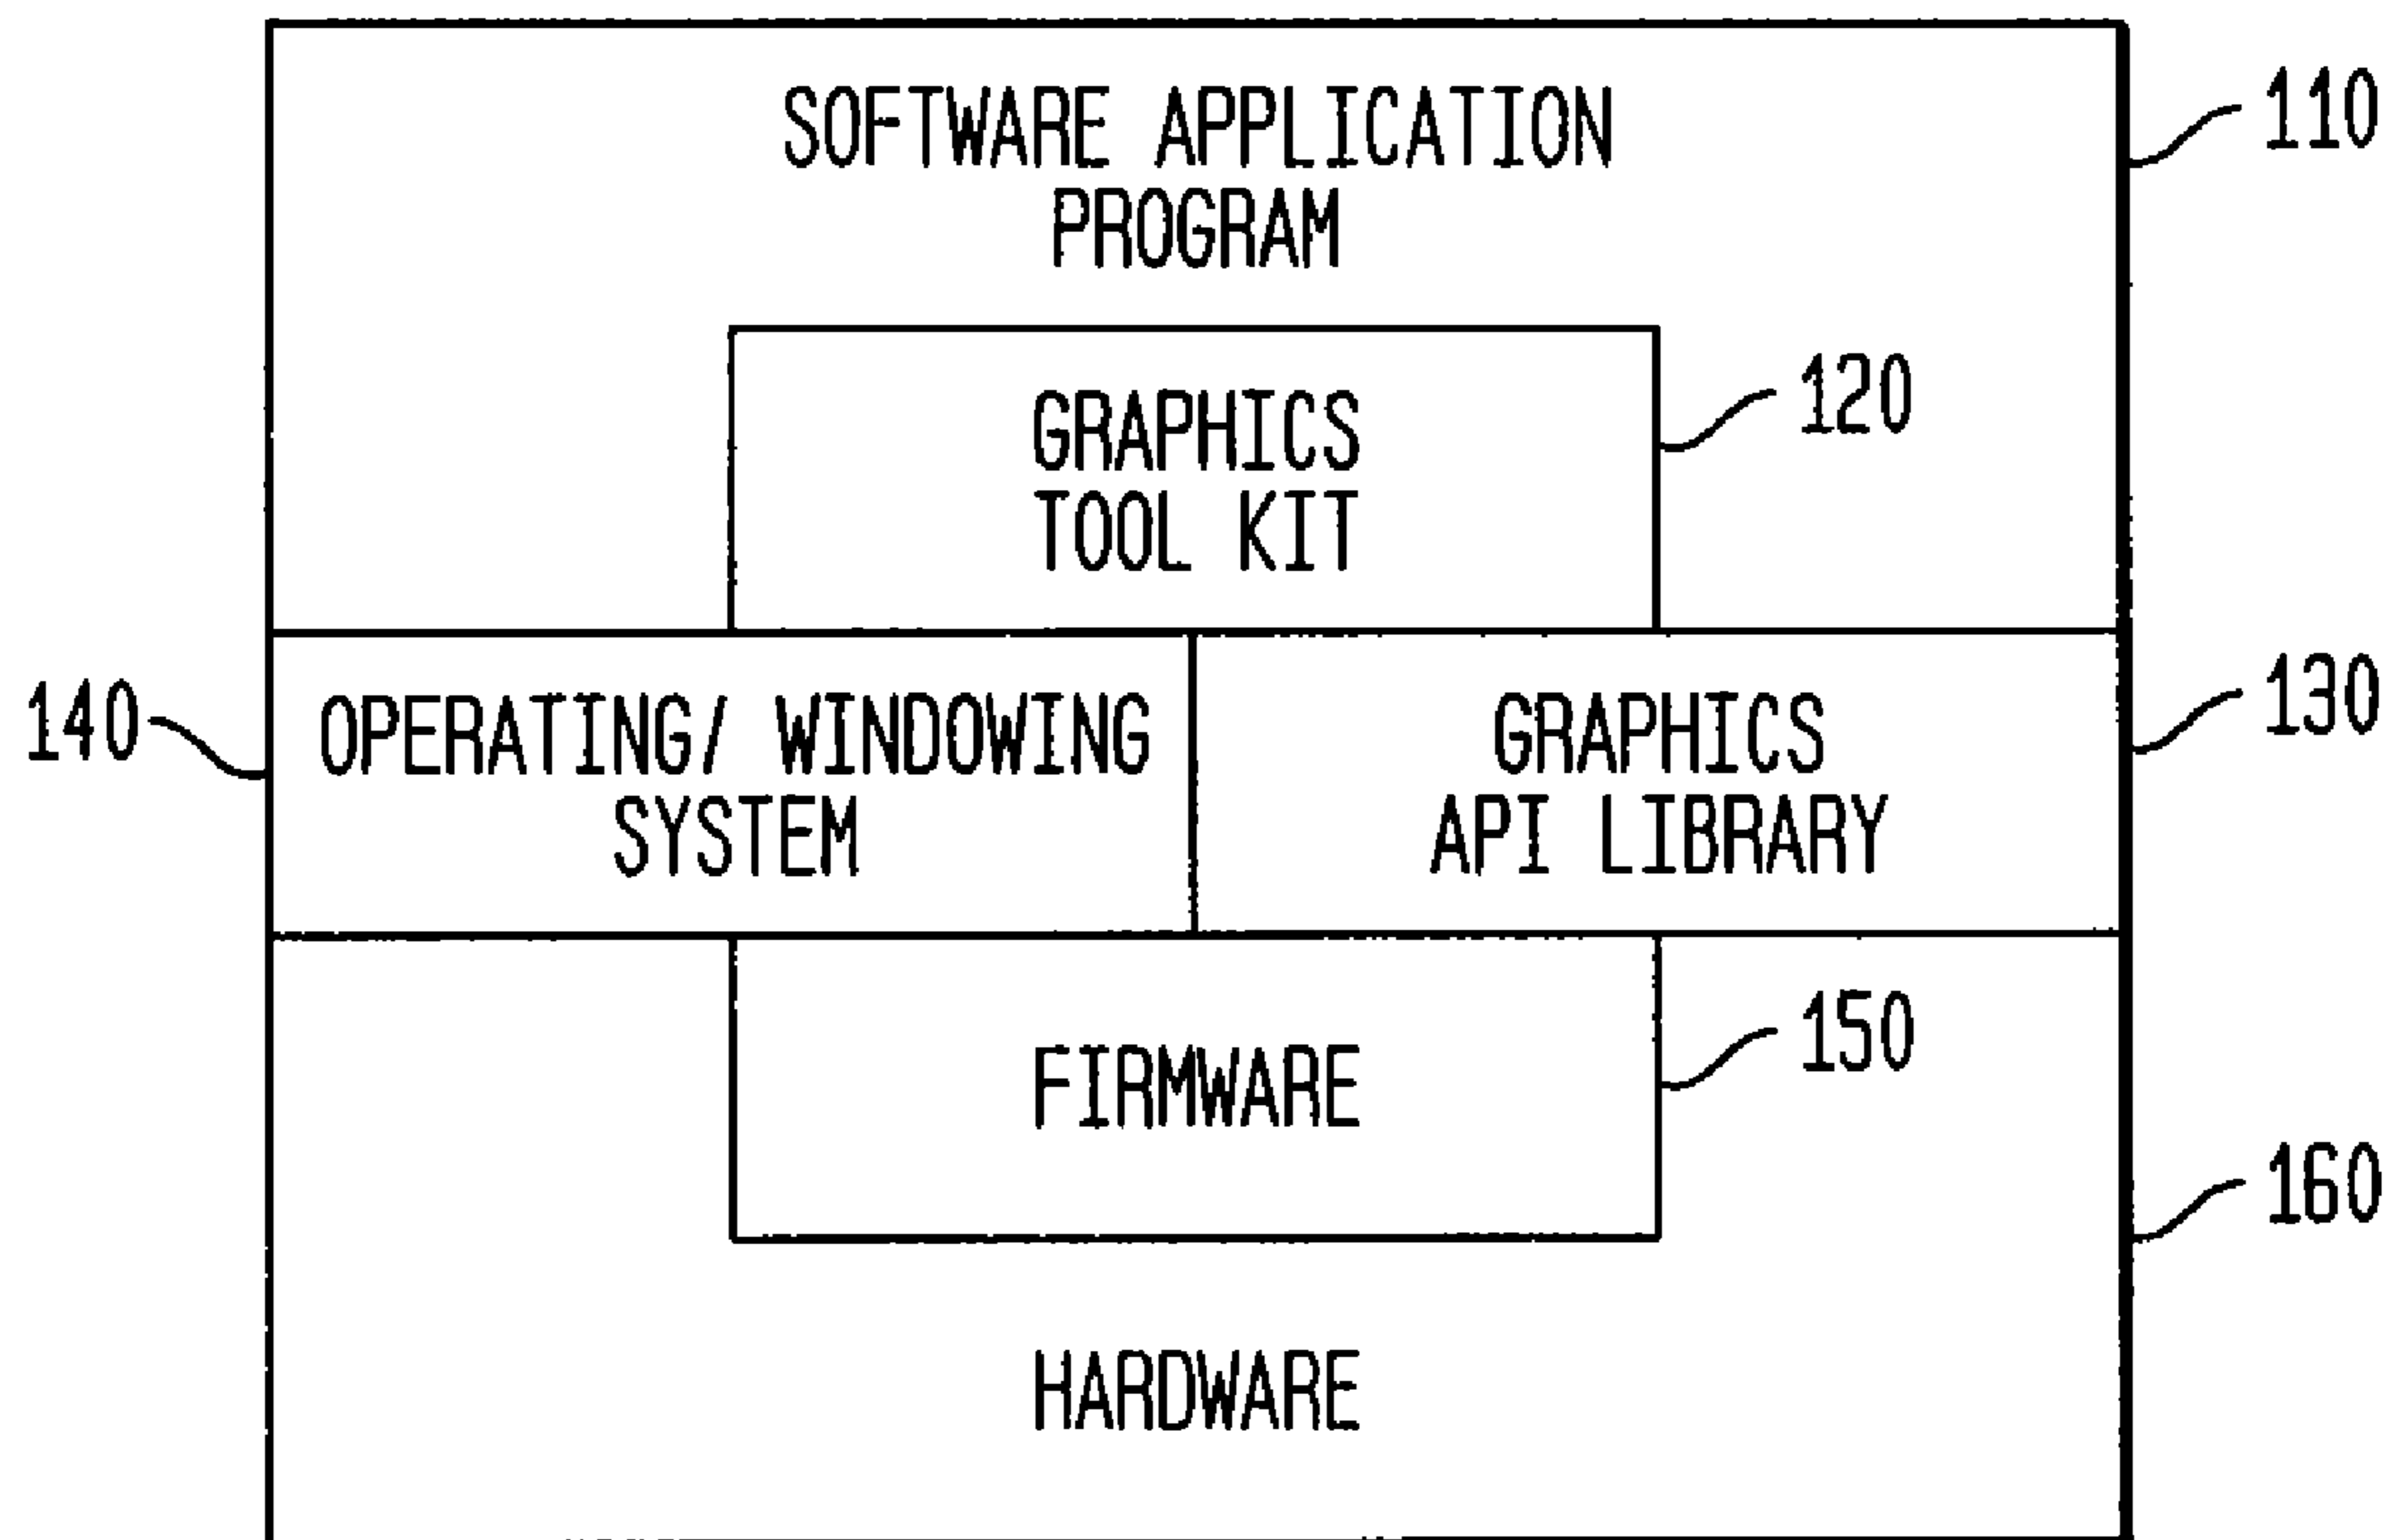 SOFTWARE APPLICATION
PROGRAM
110
GRAPHICS
TOOL KIT
120
140
OPERATING/ WINDOWING
SYSTEM
GRAPHICS
API LIBRARY
130
FIRMWARE
150
160
HARDWARE